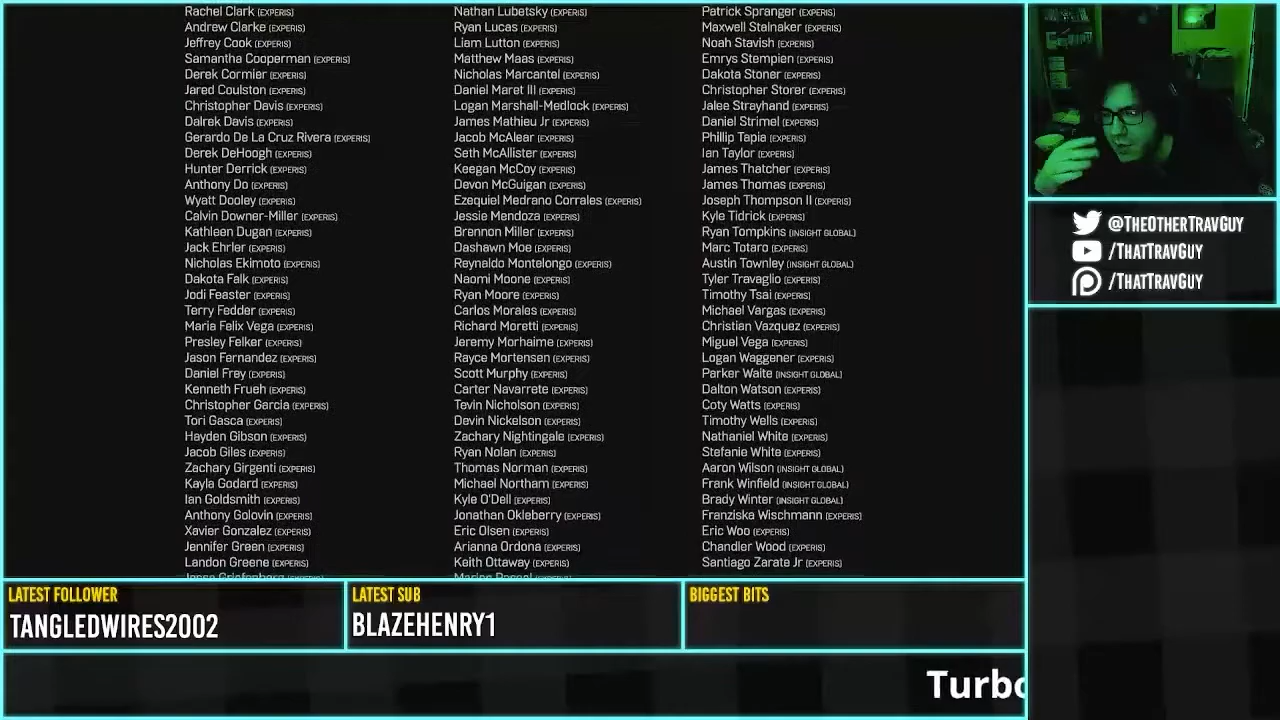 Rachel Clark (EXPERIS)
Andrew Clarke (EXPERIS)
Jeffrey Cook (EXPERIS)
Samantha Cooperman (EXPERIS)
Derek Cormier (EXPERIS)
Jared Coulston (EXPERIS)
Christopher Davis (EXPERIS)
Dalrek Davis (EXPERIS)
Gerardo De La Cruz Rivera (EXPERIS)
Derek DeHoogh (EXPERIS)
Hunter Derrick (EXPERIS)
Anthony Do (EXPERIS)
Wyatt Dooley (EXPERIS)
Calvin Downer-Miller (EXPERIS)
Kathleen Dugan (EXPERIS)
Jack Ehrler (EXPERIS)
Nicholas Ekimoto (EXPERIS)
Dakota Falk (EXPERIS)
Jodi Feaster (EXPERIS)
Terry Fedder (EXPERIS)
Maria Felix Vega (EXPERIS)
Presley Felker (EXPERIS)
Jason Fernandez (EXPERIS)
Daniel Frey (EXPERIS)
Kenneth Frueh (EXPERIS)
Christopher Garcia (EXPERIS)
Tori Gasca (EXPERIS)
Hayden Gibson (EXPERIS)
Jacob Giles (EXPERIS)
Zachary Girgenti (EXPERIS)
Kayla Godard (EXPERIS)
Ian Goldsmith (EXPERIS)
Anthony Golovin (EXPERIS)
Xavier Gonzalez (EXPERIS)
Jennifer Green (EXPERIS)
Landon Greene (EXPERIS)
Nathan Lubetsky (EXPERIS)
Ryan Lucas (EXPERIS)
Liam Lutton (EXPERIS)
Matthew Maas (EXPERIS)
Nicholas Marcantel (EXPERIS)
Daniel Maret III (EXPERIS)
Logan Marshall-Medlock (EXPERIS)
James Mathieu Jr (EXPERIS)
Jacob McAlear (EXPERIS)
Seth McAllister (EXPERIS)
Keegan McCoy (EXPERIS)
Devon McGuigan (EXPERIS)
Ezequiel Medrano Corrales (EXPERIS)
Jessie Mendoza (EXPERIS)
Brennon Miller (EXPERIS)
Dashawn Moe (EXPERIS)
Reynaldo Montelongo (EXPERIS)
Naomi Moone (EXPERIS)
Ryan Moore (EXPERIS)
Carlos Morales (EXPERIS)
Richard Moretti (EXPERIS)
Jeremy Morhaime (EXPERIS)
Rayce Mortensen (EXPERIS)
Scott Murphy (EXPERIS)
Carter Navarrete (EXPERIS)
Tevin Nicholson (EXPERIS)
Devin Nickelson (EXPERIS)
Zachary Nightingale (EXPERIS)
Ryan Nolan (EXPERIS)
Thomas Norman (EXPERIS)
Michael Northam (EXPERIS)
Kyle O'Dell (EXPERIS)
Jonathan Okleberry (EXPERIS)
Eric Olsen (EXPERIS)
Arianna Ordona (EXPERIS)
Keith Ottaway (EXPERIS)
Patrick Spranger (EXPERIS)
Maxwell Stalnaker (EXPERIS)
Noah Stavish (EXPERIS)
Emrys Stempien (EXPERIS)
Dakota Stoner (EXPERIS)
Christopher Storer (EXPERIS)
Jalee Strayhand (EXPERIS)
Daniel Strimel (EXPERIS)
Phillip Tapia (EXPERIS)
Ian Taylor (EXPERIS)
James Thatcher (EXPERIS)
James Thomas (EXPERIS)
Joseph Thompson II (EXPERIS)
Kyle Tidrick (EXPERIS)
Ryan Tompkins (INSIGHT GLOBAL)
Marc Totaro (EXPERIS)
Austin Townley (INSIGHT GLOBAL)
Tyler Travaglio (EXPERIS)
Timothy Tsai (EXPERIS)
Michael Vargas (EXPERIS)
Christian Vazquez (EXPERIS)
Miguel Vega (EXPERIS)
Logan Waggener (EXPERIS)
Parker Waite (INSIGHT GLOBAL)
Dalton Watson (EXPERIS)
Coty Watts (EXPERIS)
Timothy Wells (EXPERIS)
Nathaniel White (EXPERIS)
Stefanie White (EXPERIS)
Aaron Wilson (INSIGHT GLOBAL)
Frank Winfield (INSIGHT GLOBAL)
Brady Winter (INSIGHT GLOBAL)
Franziska Wischmann (EXPERIS)
Eric Woo (EXPERIS)
Chandler Wood (EXPERIS)
Santiago Zarate Jr (EXPERIS)
@TheOtherTravGuy
/ThatTravGuy
/ThatTravGuy
LATEST FOLLOWER
TANGLEDWIRES2002
LATEST SUB
BLAZEHENRY1
BIGGEST BITS
Turbo